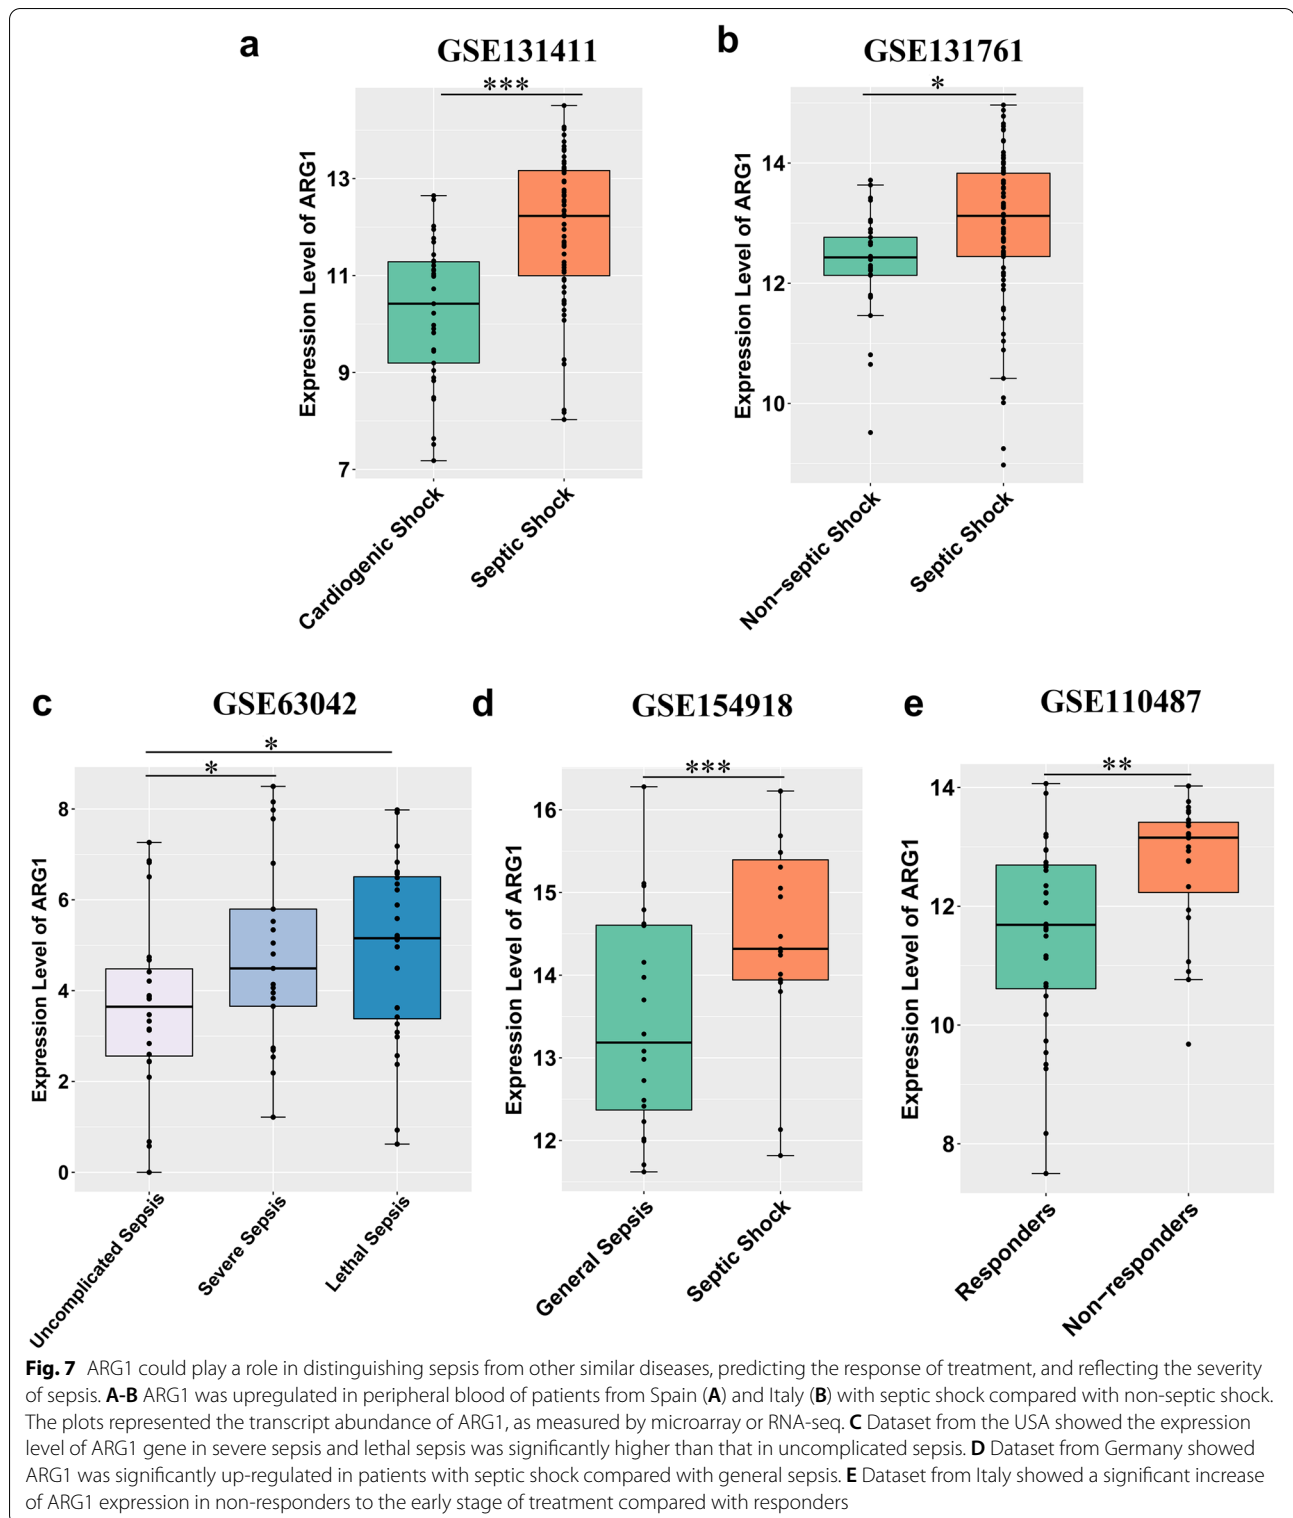 a
GSE131411
***
Expression Level of ARG1
13
11
9
7
Cardiogenic Shock
Septic Shock
b
GSE131761
*
Expression Level of ARG1
14
12
10
Non−septic Shock
Septic Shock
c
GSE63042
*
*
Expression Level of ARG1
8
6
4
2
0
Uncomplicated Sepsis
Severe Sepsis
Lethal Sepsis
d
GSE154918
***
Expression Level of ARG1
16
15
14
13
12
General Sepsis
Septic Shock
e
GSE110487
**
Expression Level of ARG1
14
12
10
8
Responders
Non−responders
Fig. 7 ARG1 could play a role in distinguishing sepsis from other similar diseases, predicting the response of treatment, and reflecting the severity
of sepsis. A-B ARG1 was upregulated in peripheral blood of patients from Spain (A) and Italy (B) with septic shock compared with non-septic shock.
The plots represented the transcript abundance of ARG1, as measured by microarray or RNA-seq. C Dataset from the USA showed the expression
level of ARG1 gene in severe sepsis and lethal sepsis was significantly higher than that in uncomplicated sepsis. D Dataset from Germany showed
ARG1 was significantly up-regulated in patients with septic shock compared with general sepsis. E Dataset from Italy showed a significant increase
of ARG1 expression in non-responders to the early stage of treatment compared with responders